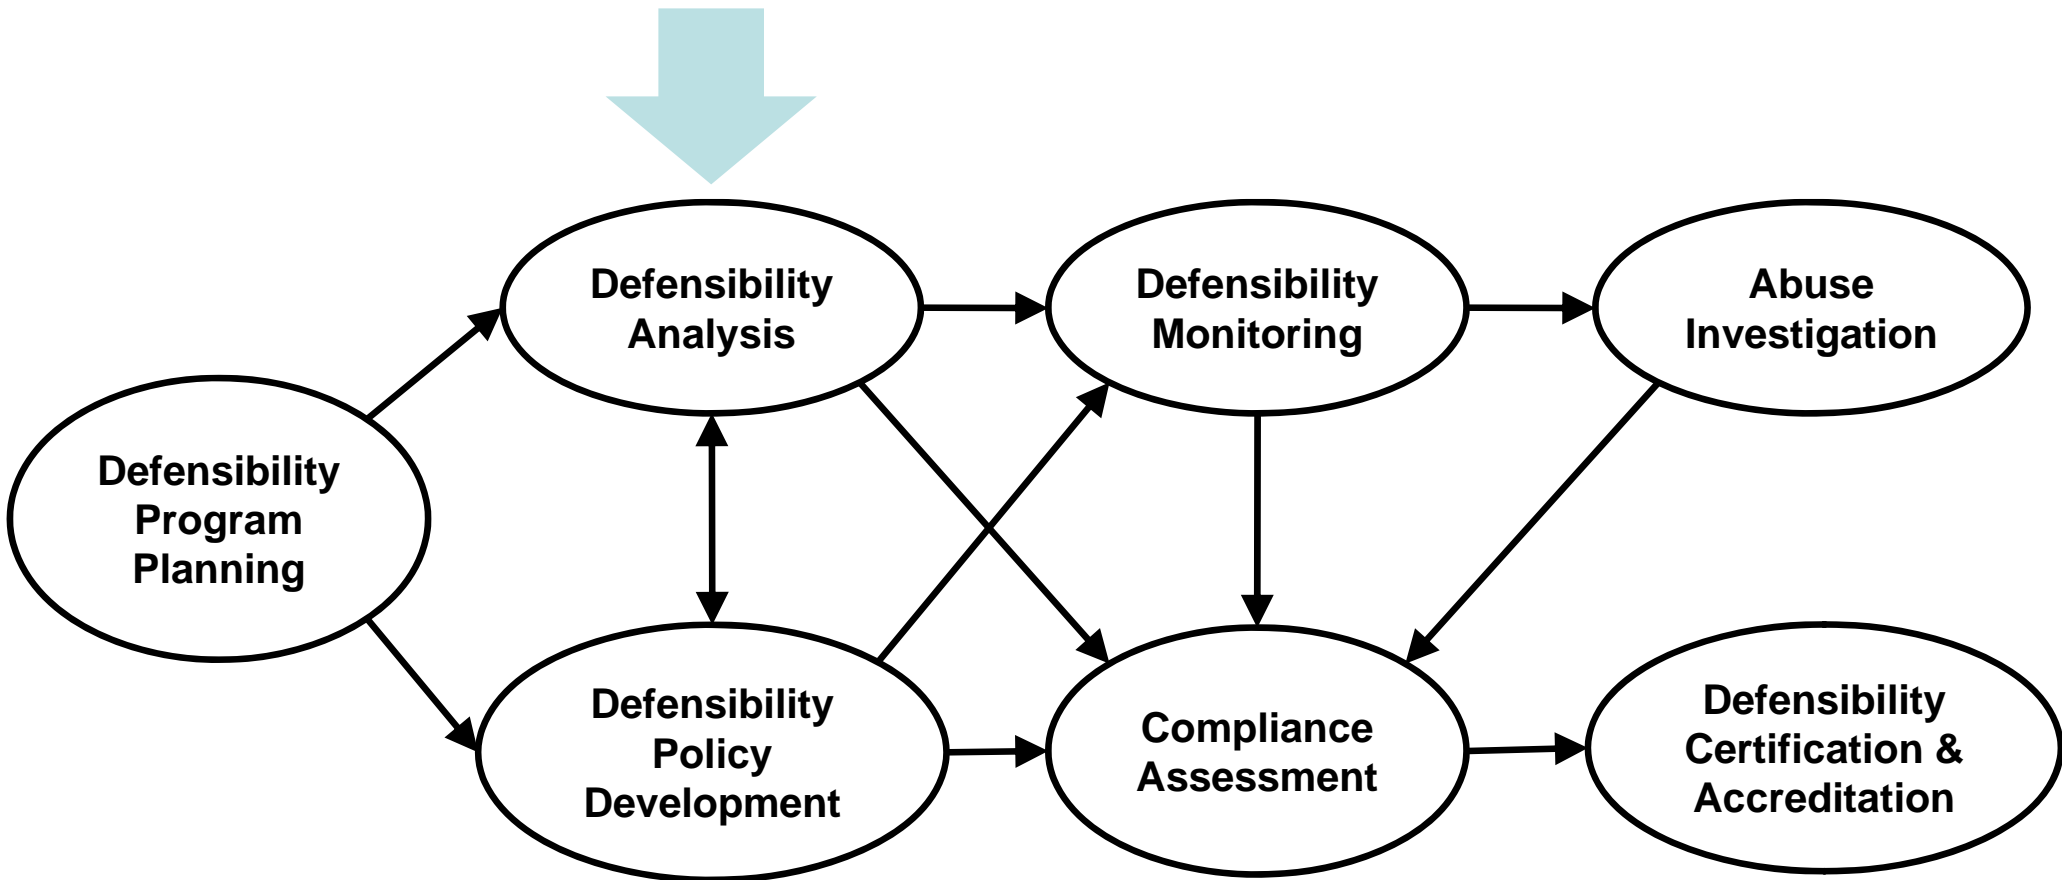 Defensibility
Analysis
Defensibility
Monitoring
Abuse
Investigation
Defensibility
Program
Planning
Defensibility
Policy
Development
Compliance
Assessment
Defensibility
Certification &
Accreditation